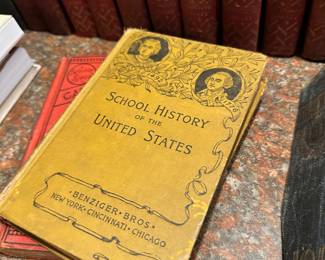 SCHOOL HISTORY
OF THE
UNITED STATES
·BENZIGER·BROS·
NEW YORK·CINCINNATI·CHICAGO